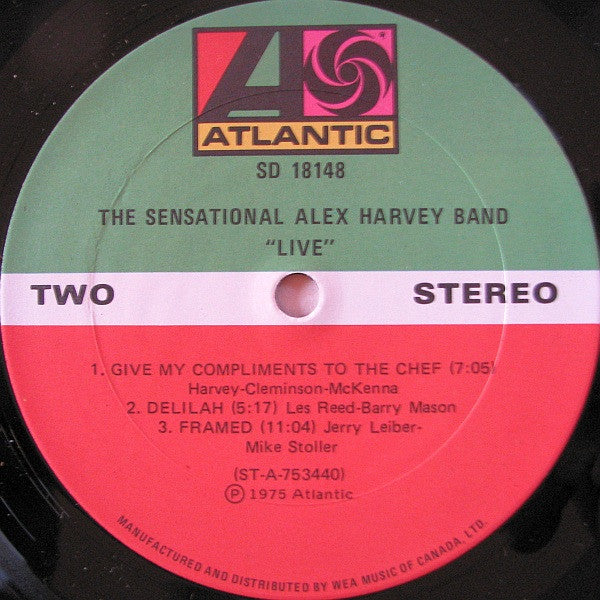 ATLANTIC
SD 18148
THE SENSATIONAL ALEX HARVEY BAND
"LIVE"
TWO STEREO
1. GIVE MY COMPLIMENTS TO THE CHEF (7:05)
Harvey-Cleminson-McKenna
2. DELILAH (5:17) Les Reed-Barry Mason
3. FRAMED (11:04) Jerry Leiber-
Mike Stoller
(ST-A-753440)
Ⓟ 1975 Atlantic
MANUFACTURED AND DISTRIBUTED BY WEA MUSIC OF CANADA, LTD.